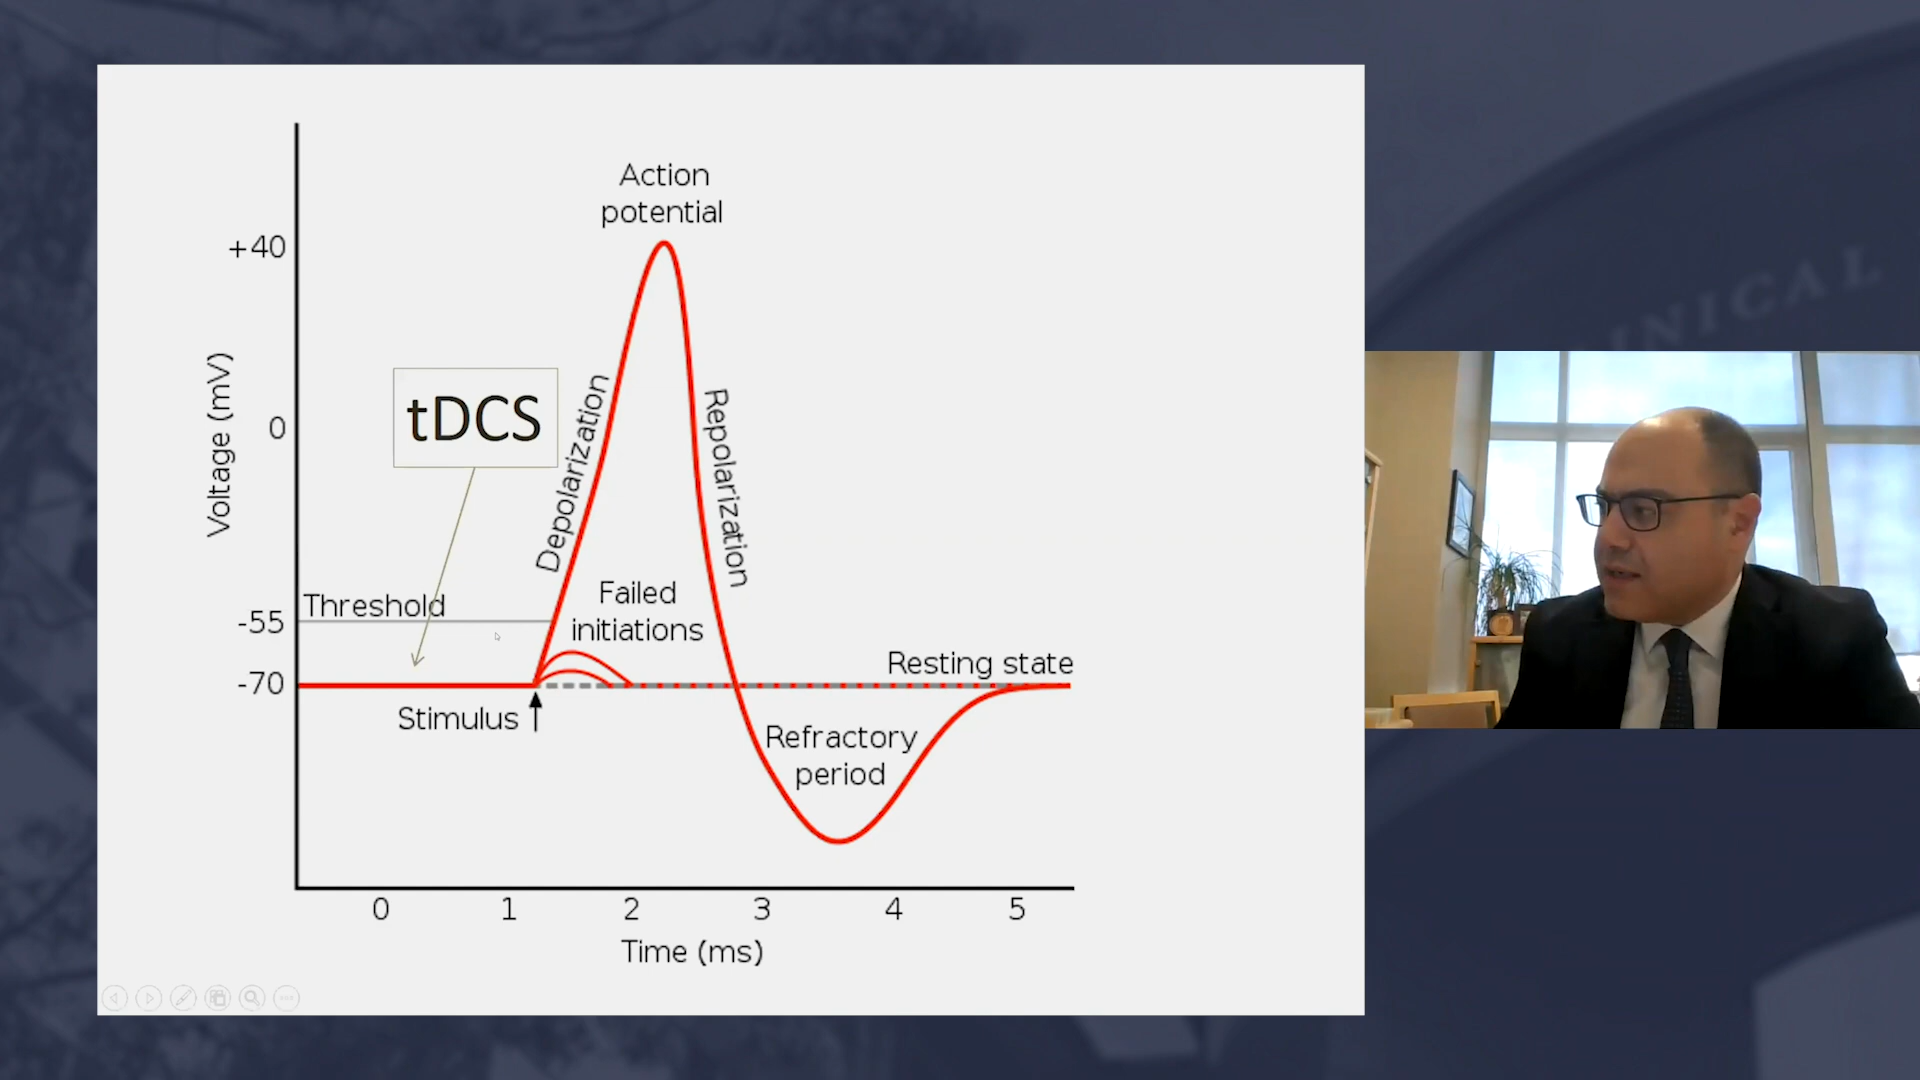 Action
potential
+40
0
-55
-70
Voltage (mV)
tDCS
Depolarization
Repolarization
Threshold
Failed
initiations
Resting state
Stimulus
Refractory
period
0 1 2 3 4 5
Time (ms)
INICAL